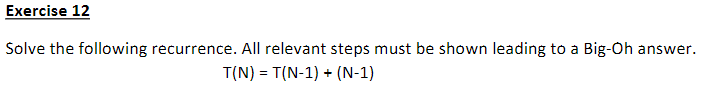 Exercise 12
Solve the following recurrence. All relevant steps must be shown leading to a Big-Oh answer.
T(N) = T(N-1) + (N-1)